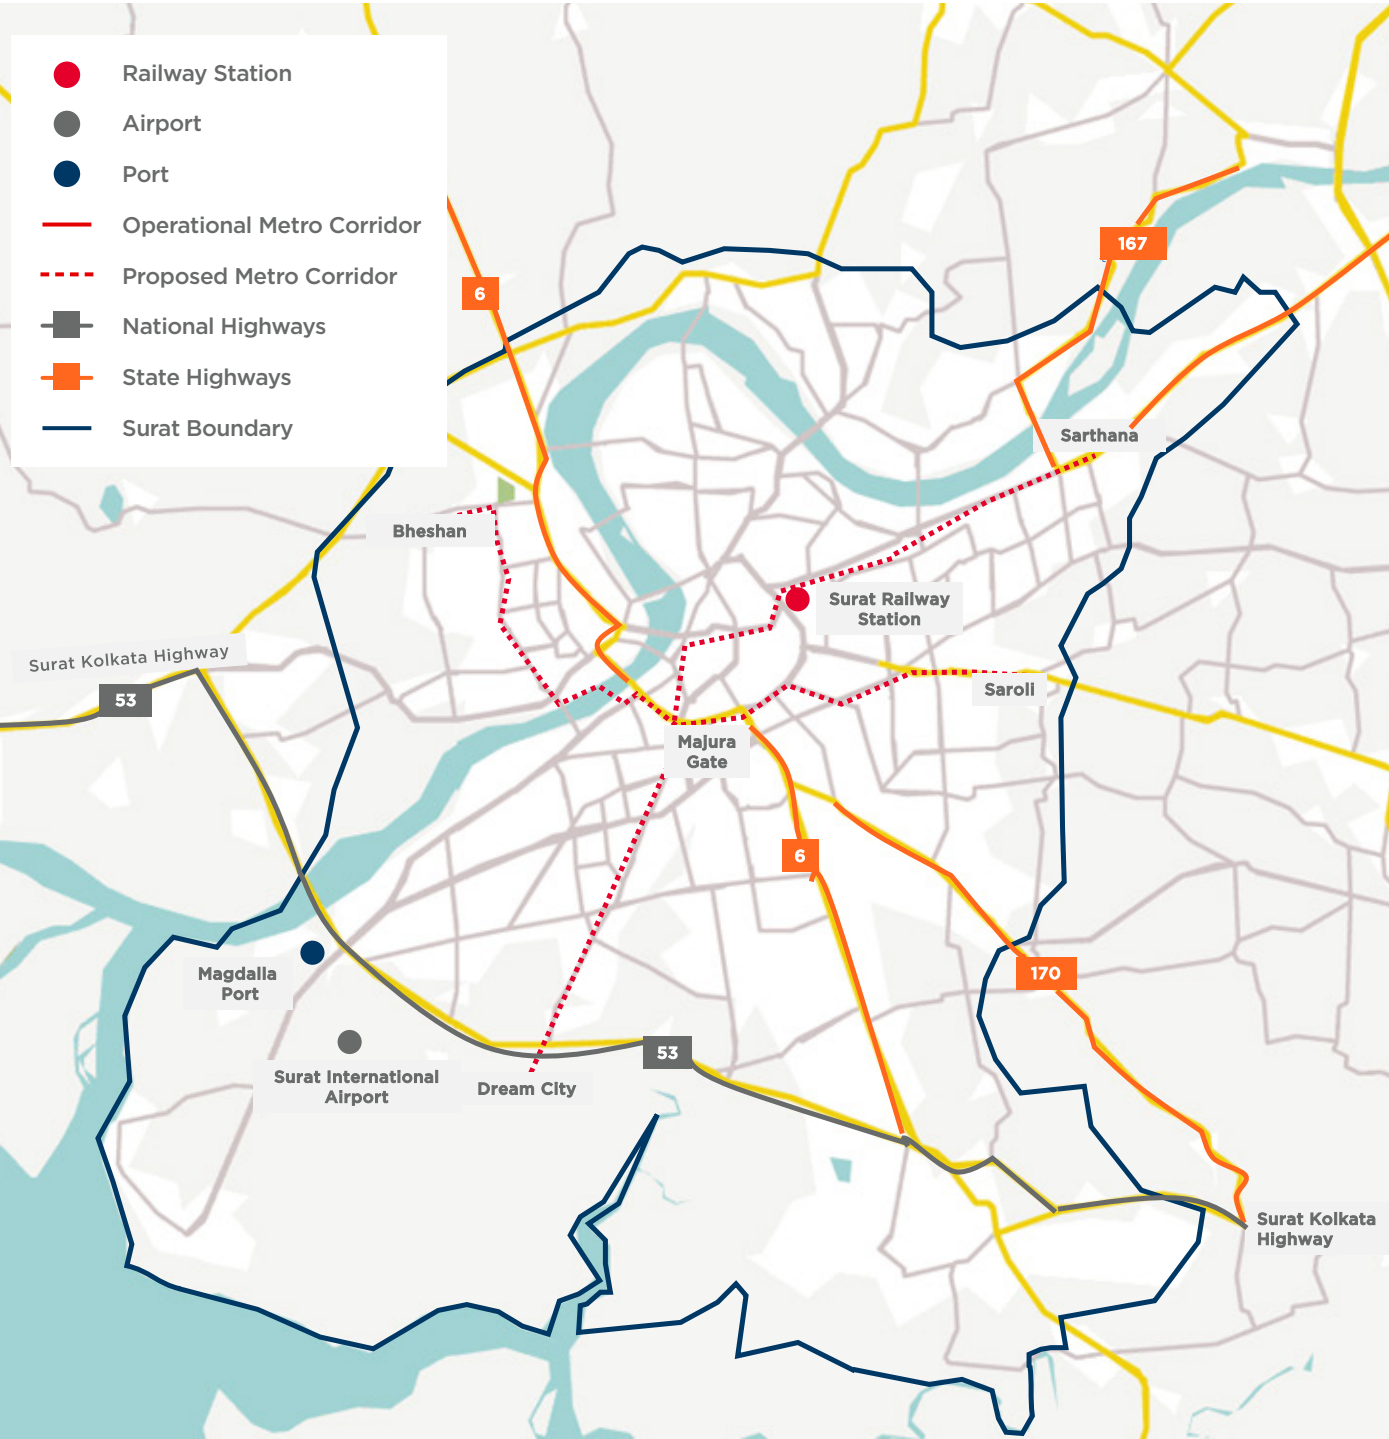 Railway Station
Airport
Port
Operational Metro Corridor
Proposed Metro Corridor
National Highways
State Highways
Surat Boundary
167
6
Sarthana
Bheshan
Surat Railway
Station
Surat Kolkata Highway
53
Saroli
Majura
Gate
6
170
Magdalla
Port
53
Surat International
Airport
Dream City
Surat Kolkata
Highway